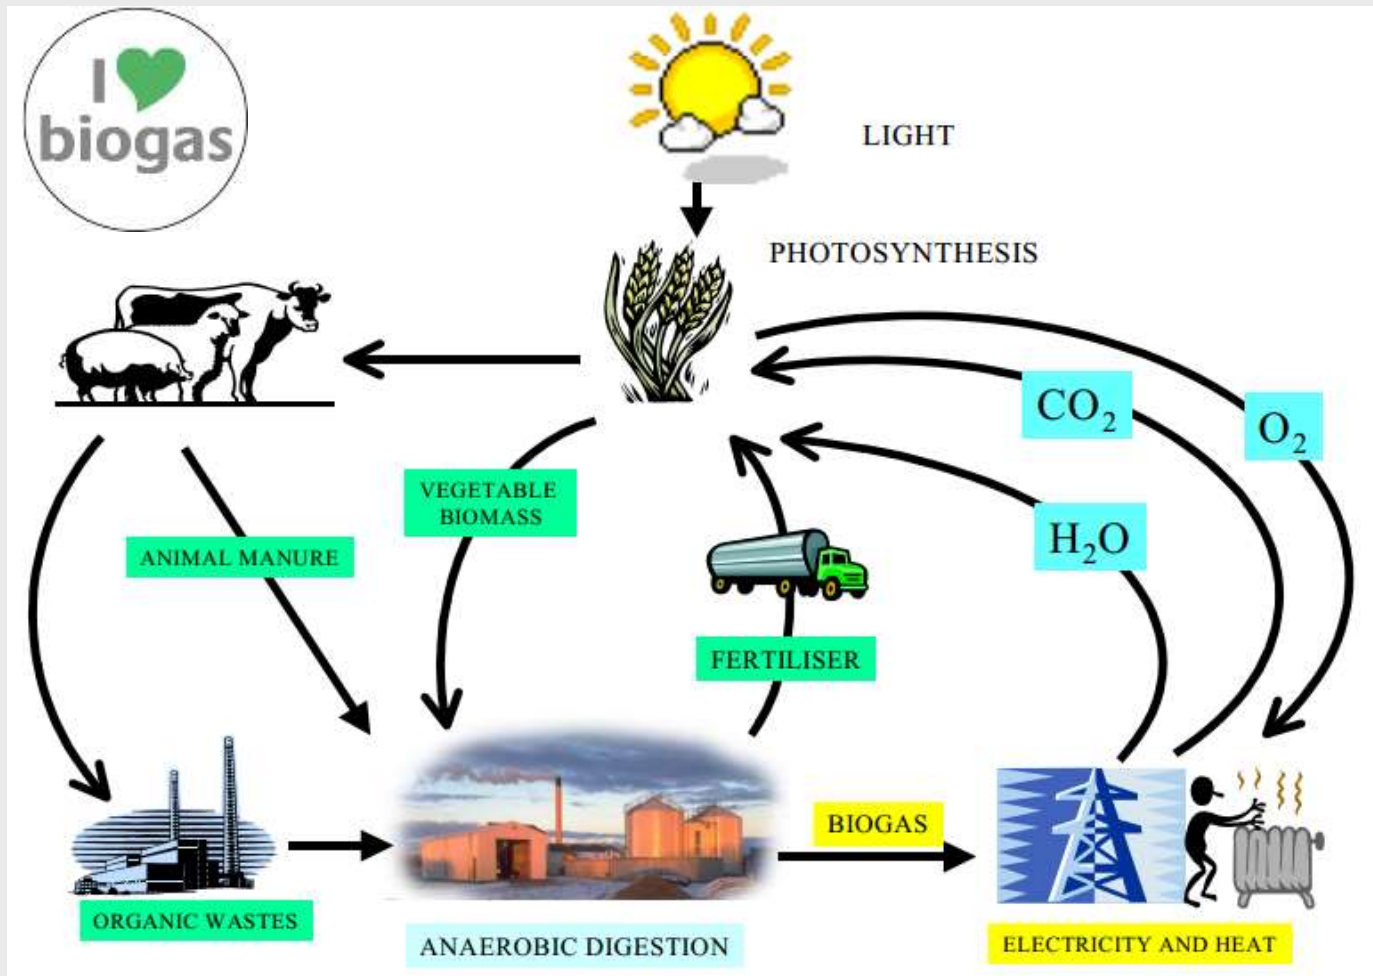 I
biogas
LIGHT
PHOTOSYNTHESIS
CO₂
O₂
VEGETABLE
BIOMASS
H₂O
ANIMAL MANURE
FERTILISER
BIOGAS
ORGANIC WASTES
ANAEROBIC DIGESTION
ELECTRICITY AND HEAT